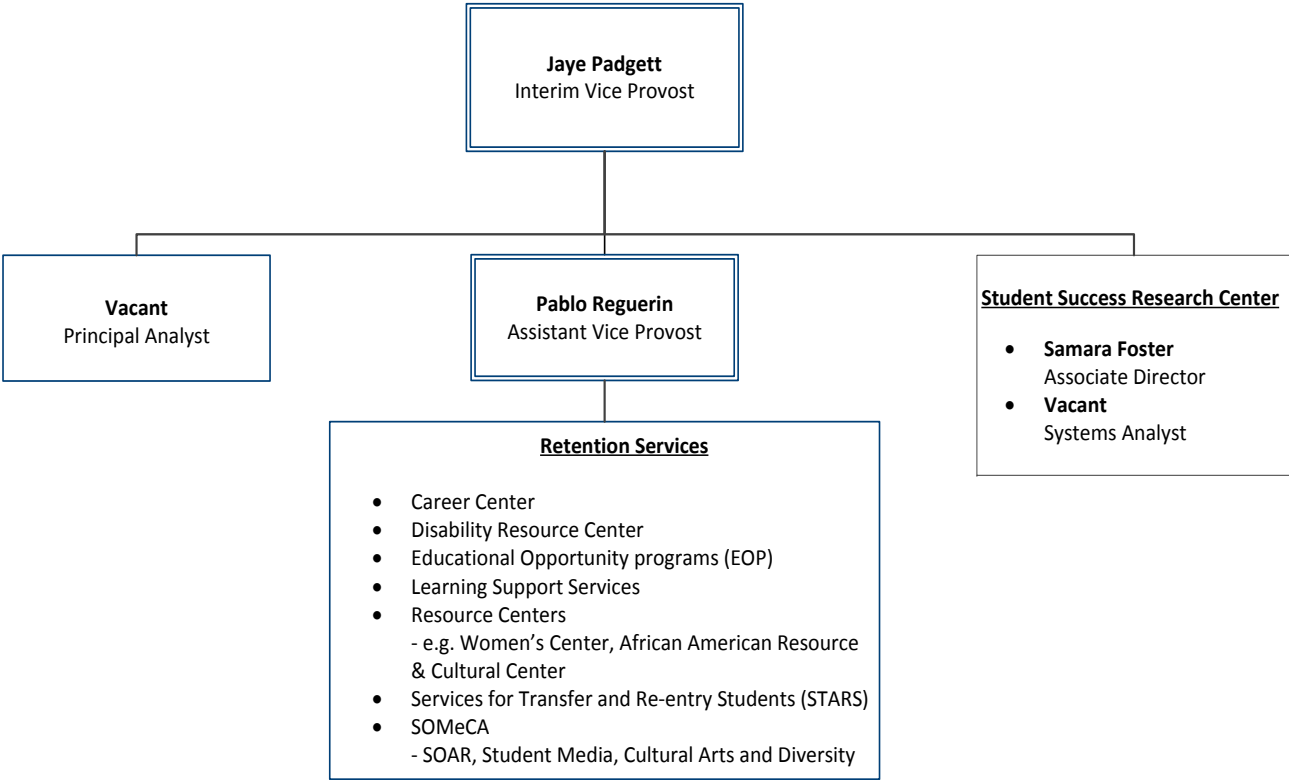 Jaye Padgett
Interim Vice Provost
Vacant
Principal Analyst
Pablo Reguerin
Assistant Vice Provost
Student Success Research Center
• Samara Foster
Associate Director
• Vacant
Systems Analyst
Retention Services
• Career Center
• Disability Resource Center
• Educational Opportunity programs (EOP)
• Learning Support Services
• Resource Centers
- e.g. Women’s Center, African American Resource
& Cultural Center
• Services for Transfer and Re-entry Students (STARS)
• SOMeCA
- SOAR, Student Media, Cultural Arts and Diversity